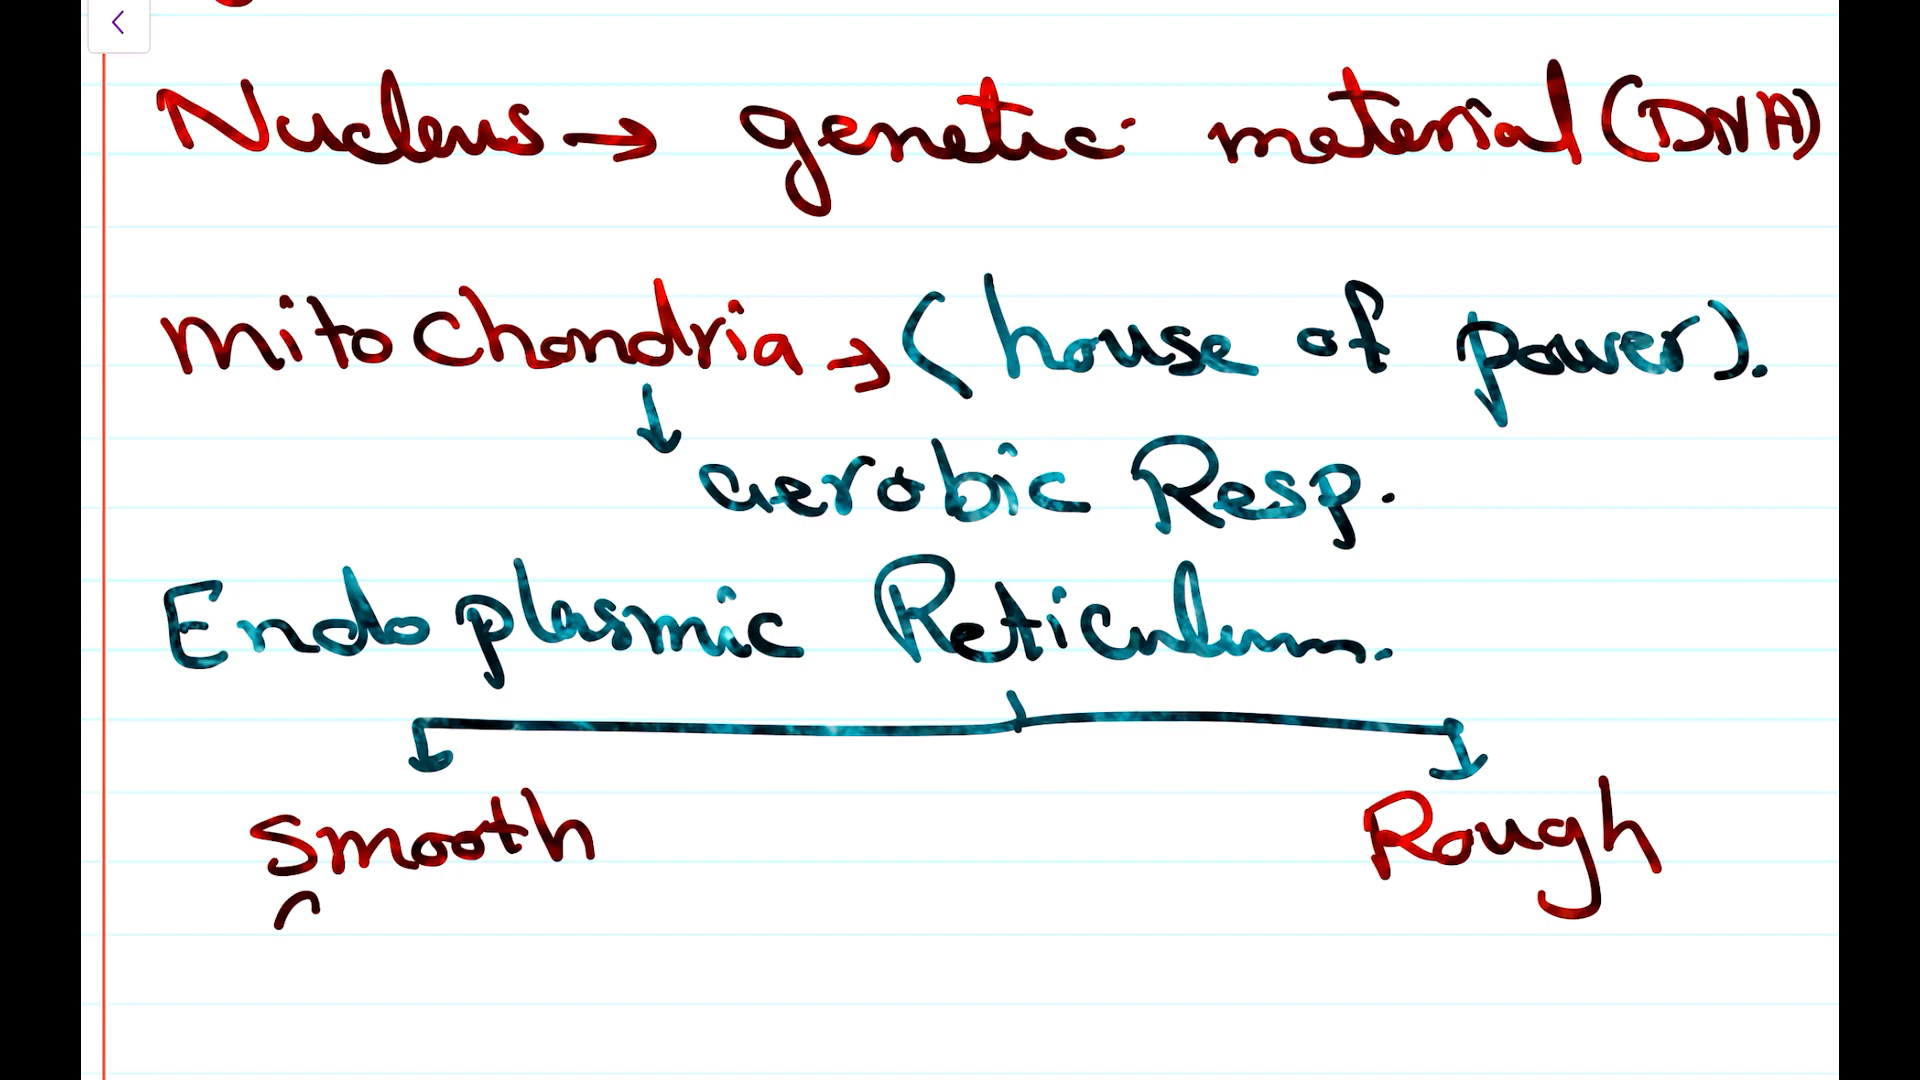 Nucleus → genetic material (DNA)
mitochondria → (house of power).
↓ aerobic Resp.
Endoplasmic Reticulum.
Smooth Rough